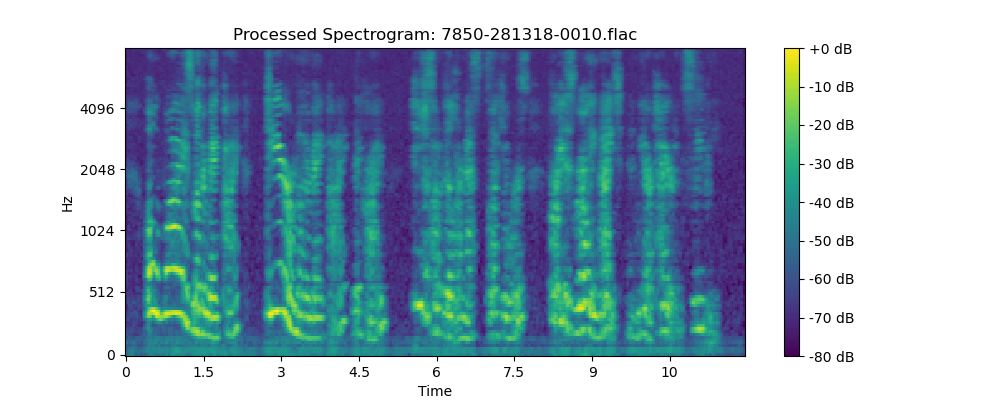 Processed Spectrogram: 7850-281318-0010.flac
Hz
4096
2048
1024
512
0
0 1.5 3 4.5 6 7.5 9 10
Time
+0 dB
-10 dB
-20 dB
-30 dB
-40 dB
-50 dB
-60 dB
-70 dB
-80 dB